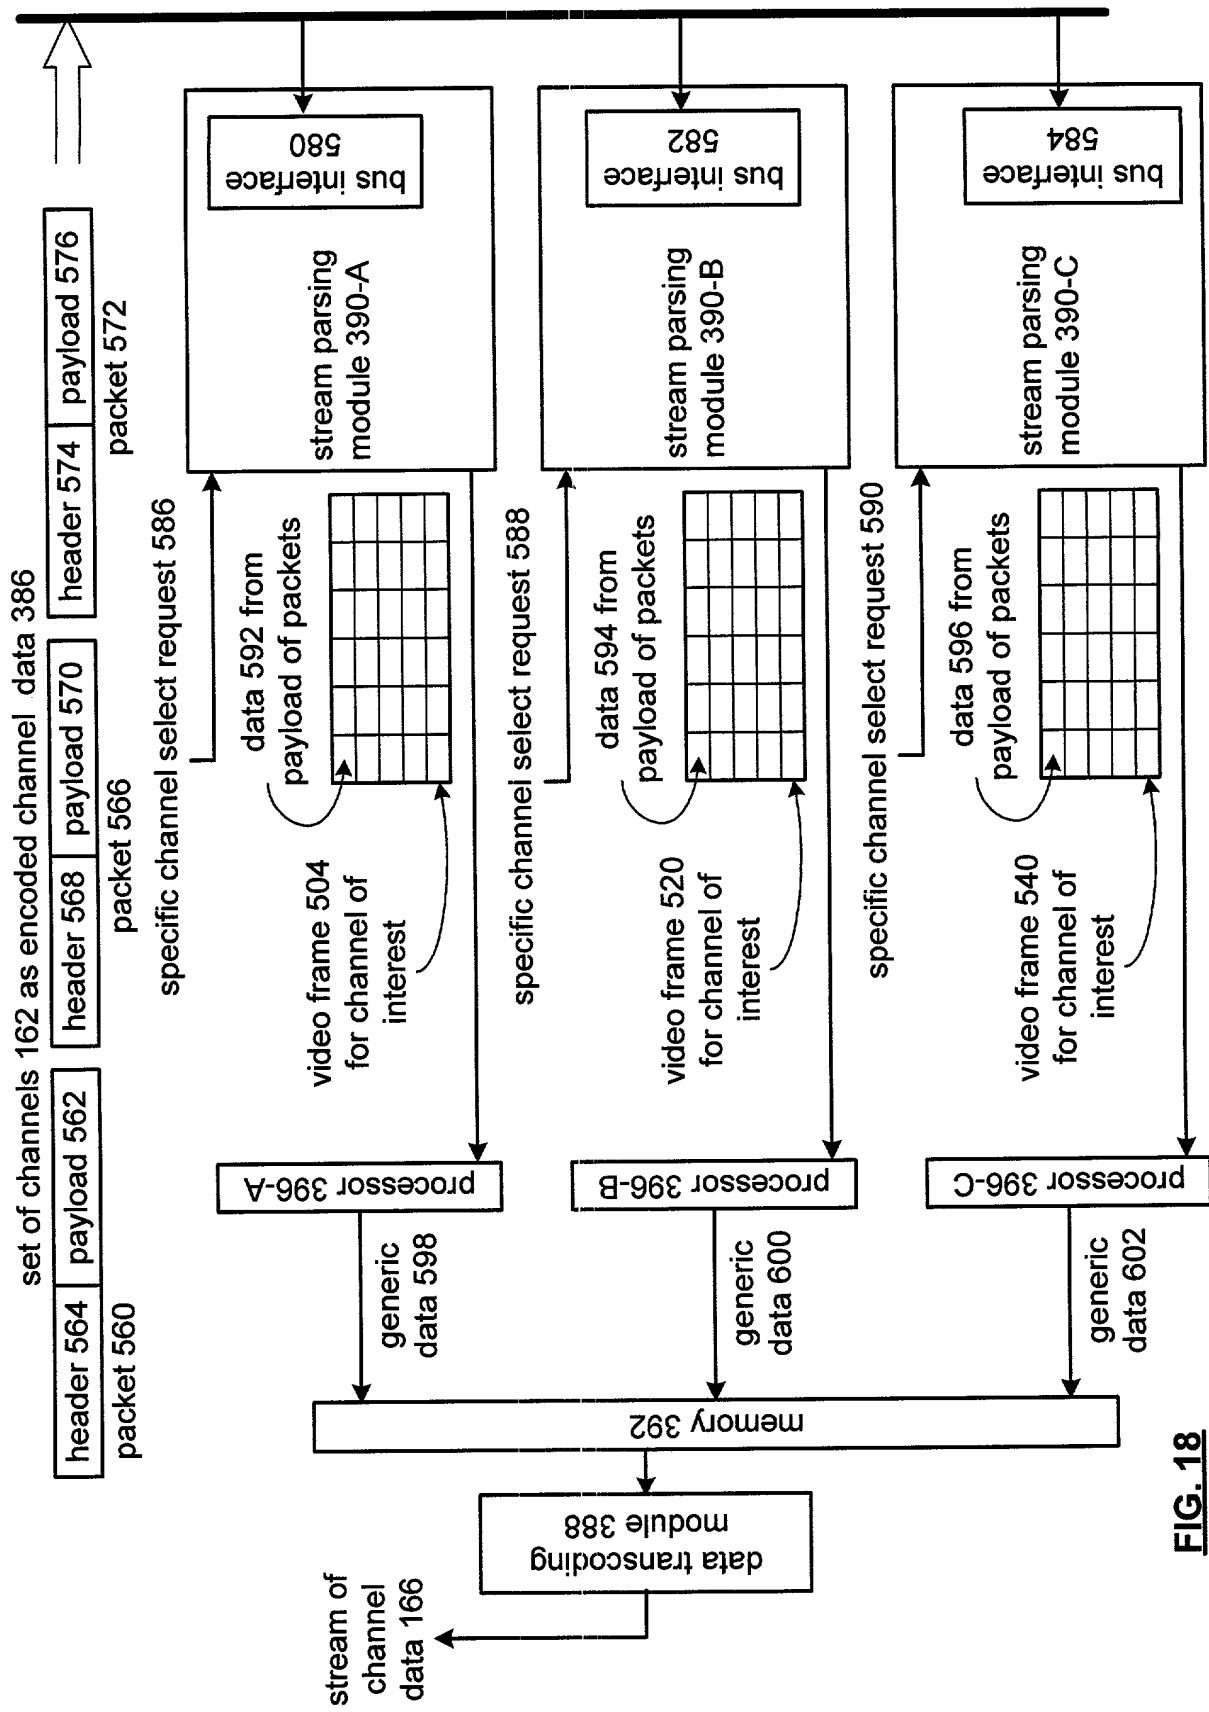 set of channels 162 as encoded channel data 386
header 564
payload 562
packet 560
header 568
payload 570
packet 566
header 574
payload 576
packet 572
specific channel select request 586
bus interface
580
stream parsing
module 390-A
data 592 from
payload of packets
video frame 504
for channel of
interest
processor 396-A
generic
data 598
specific channel select request 588
bus interface
582
stream parsing
module 390-B
data 594 from
payload of packets
video frame 520
for channel of
interest
processor 396-B
generic
data 600
specific channel select request 590
bus interface
584
stream parsing
module 390-C
data 596 from
payload of packets
video frame 540
for channel of
interest
processor 396-C
generic
data 602
memory 392
data transcoding
module 388
stream of
channel
data 166
FIG. 18